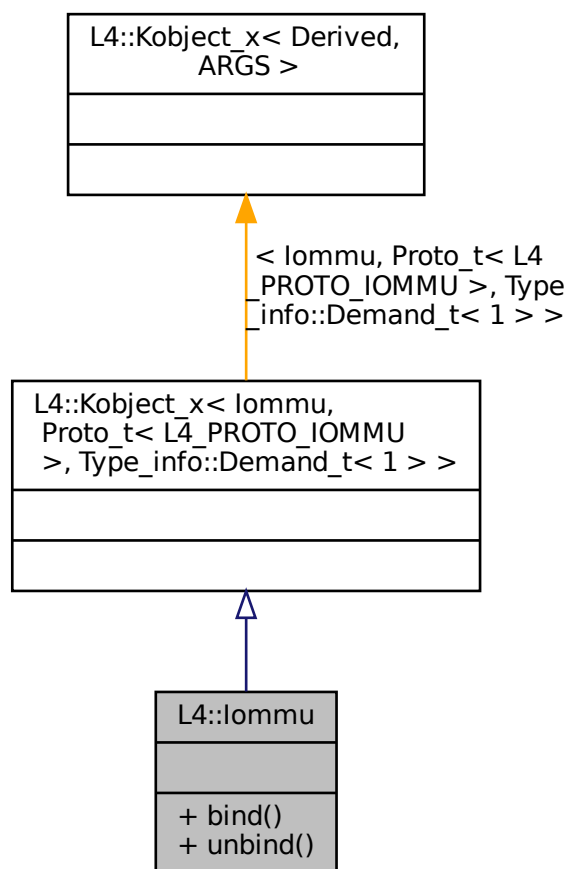 L4::Kobject_x< Derived,
ARGS >
< Iommu, Proto_t< L4
_PROTO_IOMMU >, Type
_info::Demand_t< 1 > >
L4::Kobject_x< Iommu,
Proto_t< L4_PROTO_IOMMU
>, Type_info::Demand_t< 1 > >
L4::Iommu
+ bind()
+ unbind()